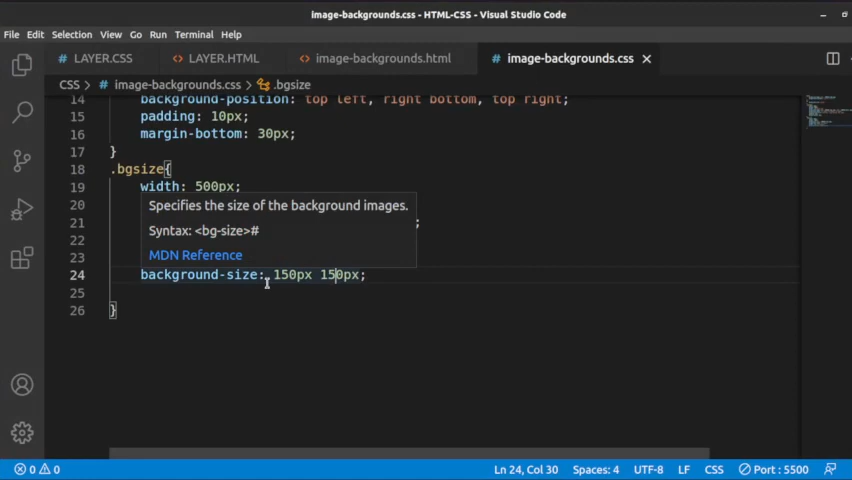 image-backgrounds.css - HTML-CSS - Visual Studio Code
File Edit Selection View Go Run Terminal Help
# LAYER.CSS <> LAYER.HTML <> image-backgrounds.html # image-backgrounds.css
CSS > # image-backgrounds.css > .bgsize
14 background-position: top left, right bottom, top right;
15 padding: 10px;
16 margin-bottom: 30px;
17 }
18 .bgsize{
19 width: 500px;
20 Specifies the size of the background images.
21 ;
22 Syntax: <bg-size>#
23 MDN Reference
24 background-size: 150px 150px;
25
26 }
0 0 Ln 24, Col 30 Spaces: 4 UTF-8 LF CSS Port : 5500